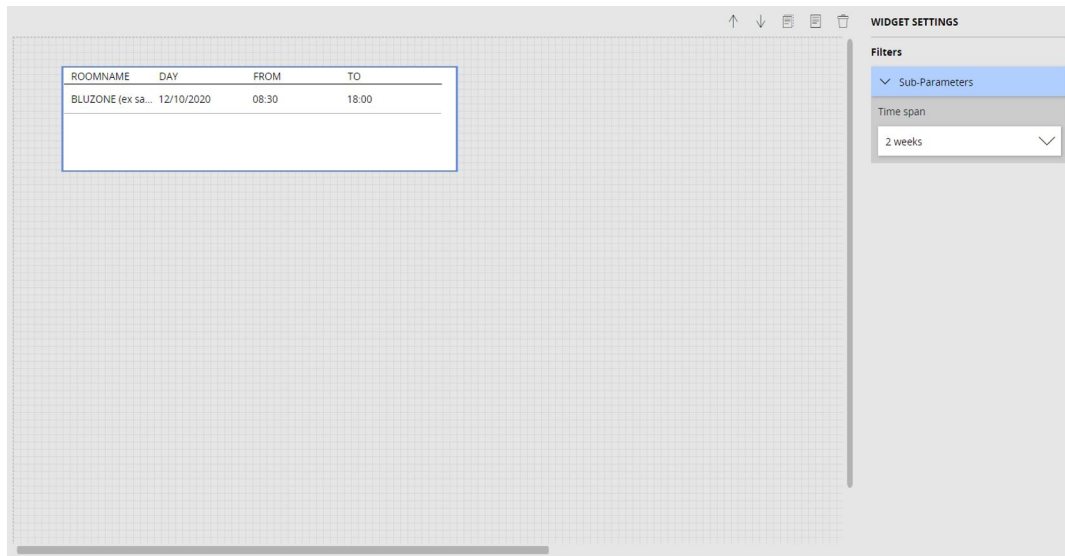 WIDGET SETTINGS
Filters
ROOMNAME DAY FROM TO
BLUZONE (ex sa... 12/10/2020 08:30 18:00
Sub-Parameters
Time span
2 weeks